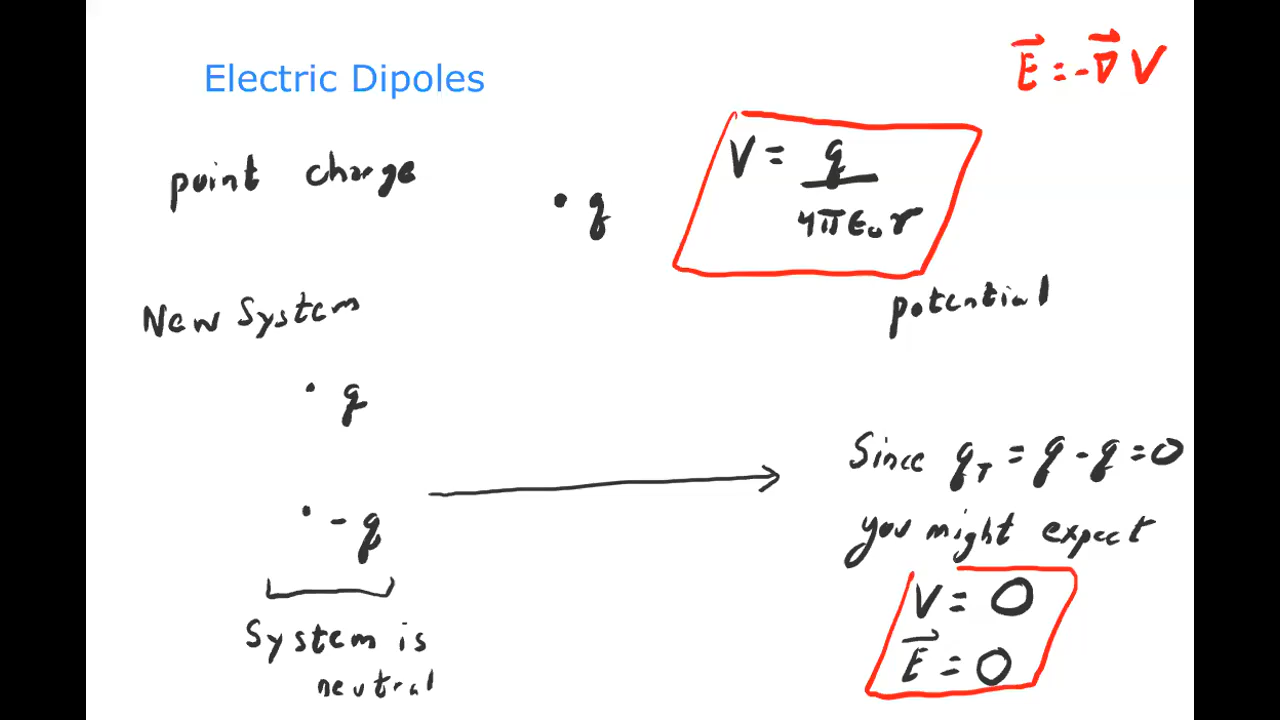 Electric Dipoles
E⃗ = -∇⃗ V
point charge
• q
V = q / 4πϵ₀r
potential
New System
• q
• - q
System is
neutral
Since q_T = q - q = 0
you might expect
V = 0
E⃗ = 0